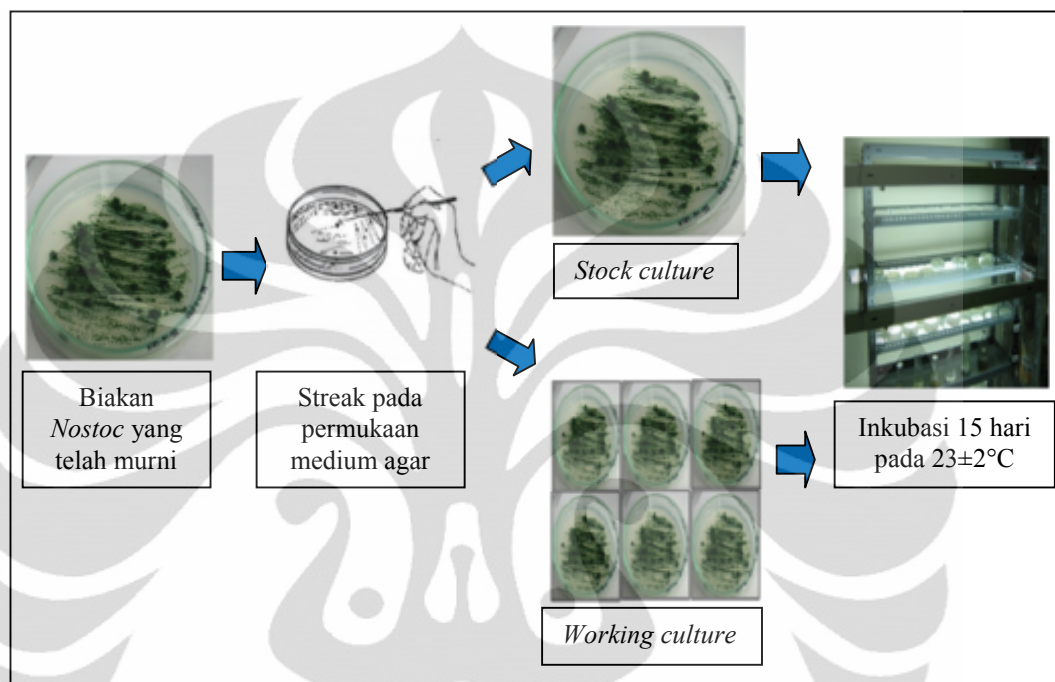 Biakan
Nostoc yang
telah murni
Streak pada
permukaan
medium agar
Stock culture
Working culture
Inkubasi 15 hari
pada 23±2°C